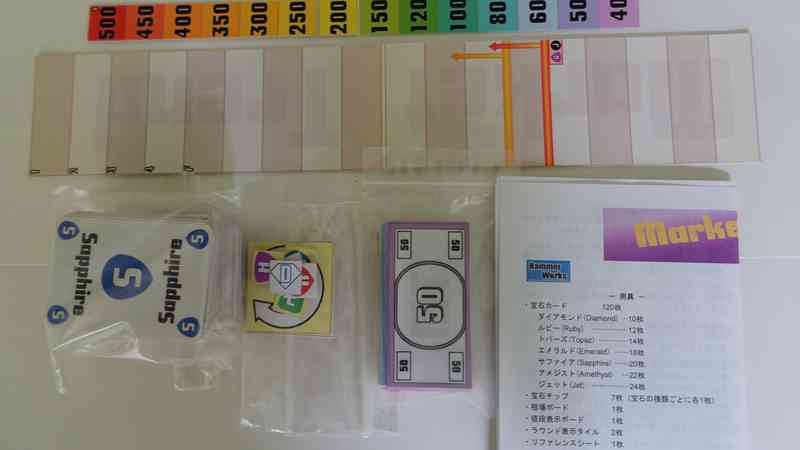 500 450 400 350 300 250 200 150 120 100 80 60 50 40
G
S Sapphire S Sapphire S S S
H D G
50 50 50 50 50
Marke
Hammer Works
— 用具 —
・宝石カード 120枚
ダイアモンド(Diamond) …10枚
ルビー(Ruby) ………12枚
トパーズ(Topaz) ………14枚
エメラルド(Emerald) …18枚
サファイア(Sapphire) …20枚
アメジスト(Amethyst) …22枚
ジェット(Jet) ……………24枚
・宝石チップ 7枚 (宝石の種類ごとに各1枚)
・相場ボード 1枚
・値段表示ボード 1枚
・ラウンド表示タイル 2枚
・リファレンスシート 1枚